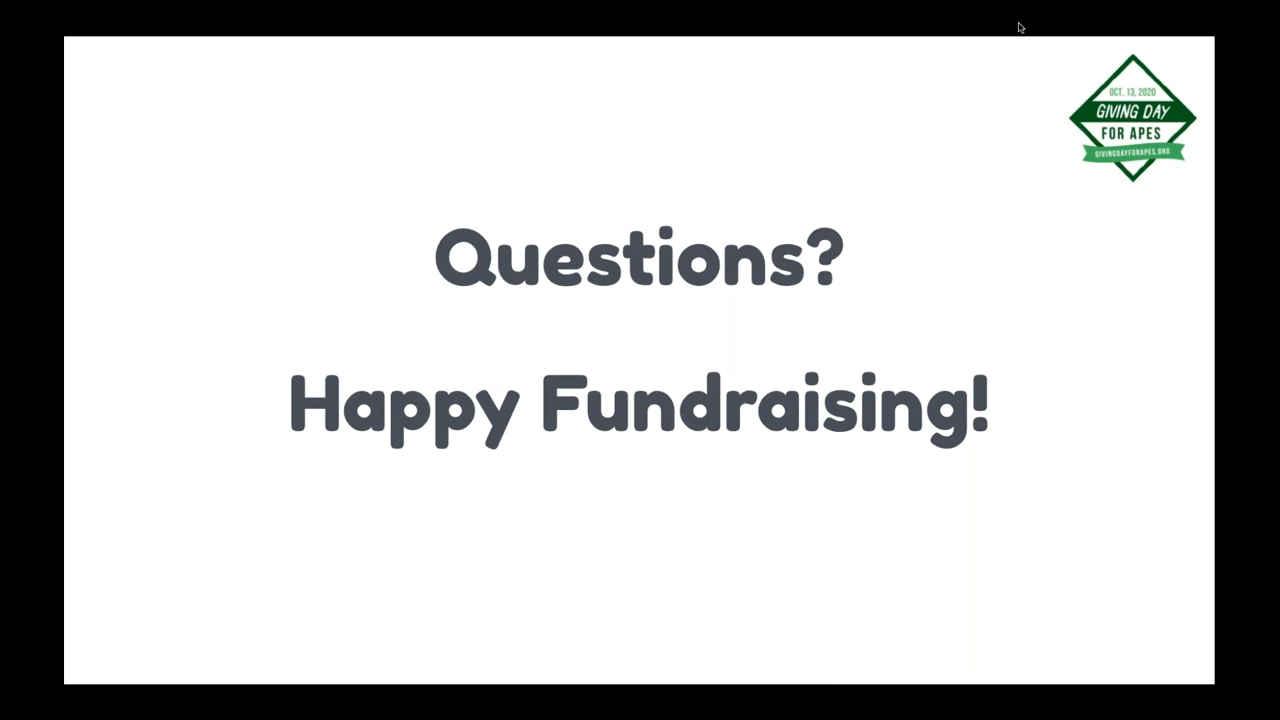 OCT. 13, 2020
GIVING DAY
FOR APES
GIVINGDAYFORAPES.ORG
Questions?
Happy Fundraising!